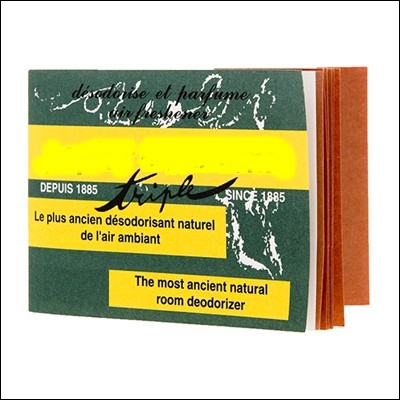 désodorise et parfume
air freshener
DEPUIS 1885
triple
SINCE 1885
Le plus ancien désodorisant naturel
de l'air ambiant
The most ancient natural
room deodorizer